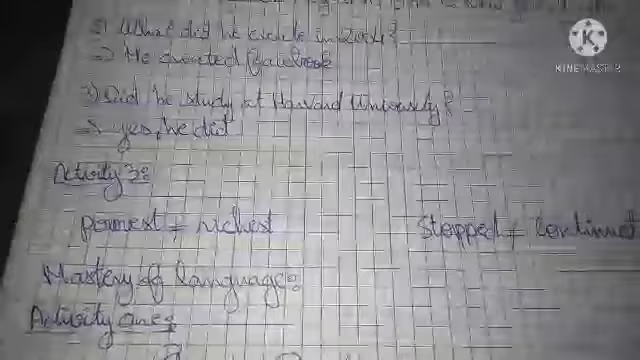 5) What did he create in 2004?
=> He created Facebook
3) Did he study at Harvard University?
=> yes, he did
Activity 3:
poorest ≠ richest
Stopped ≠ Continued
Mastery of language:
Activity one:
KINEMASTER